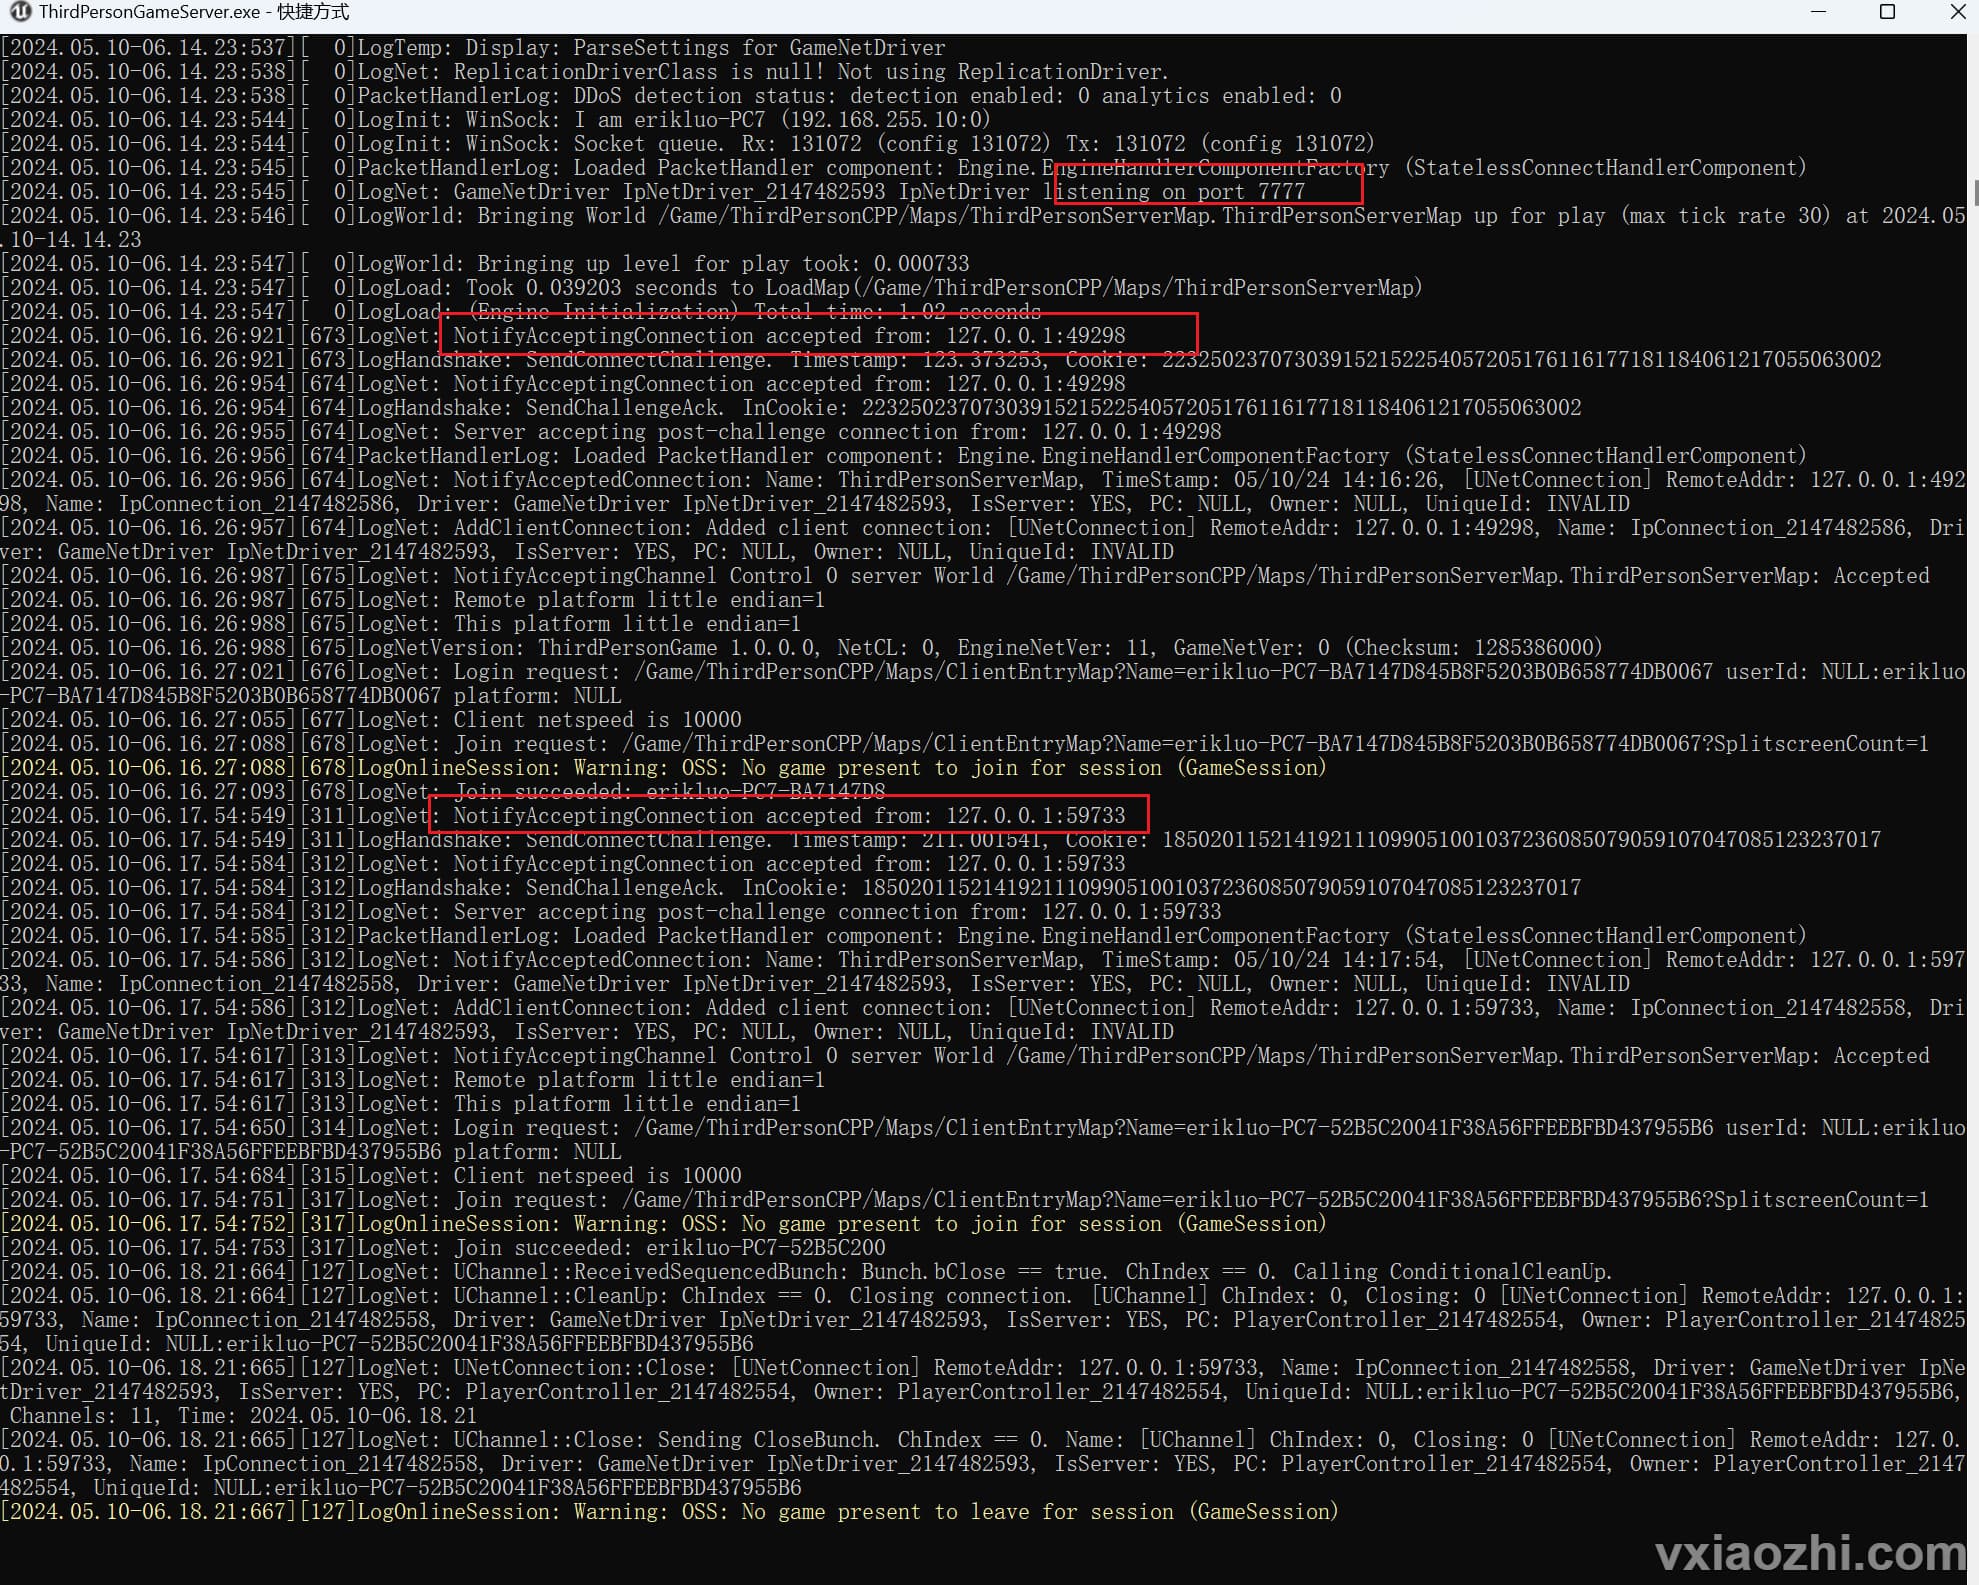 ThirdPersonGameServer.exe - 快捷方式
[2024.05.10-06.14.23:537][  0]LogTemp: Display: ParseSettings for GameNetDriver
[2024.05.10-06.14.23:538][  0]LogNet: ReplicationDriverClass is null! Not using ReplicationDriver.
[2024.05.10-06.14.23:538][  0]PacketHandlerLog: DDoS detection status: detection enabled: 0 analytics enabled: 0
[2024.05.10-06.14.23:544][  0]LogInit: WinSock: I am erikluo-PC7 (192.168.255.10:0)
[2024.05.10-06.14.23:544][  0]LogInit: WinSock: Socket queue. Rx: 131072 (config 131072) Tx: 131072 (config 131072)
[2024.05.10-06.14.23:545][  0]PacketHandlerLog: Loaded PacketHandler component: Engine.EngineHandlerComponentFactory (StatelessConnectHandlerComponent)
[2024.05.10-06.14.23:545][  0]LogNet: GameNetDriver IpNetDriver_2147482593 IpNetDriver listening on port 7777
[2024.05.10-06.14.23:546][  0]LogWorld: Bringing World /Game/ThirdPersonCPP/Maps/ThirdPersonServerMap.ThirdPersonServerMap up for play (max tick rate 30) at 2024.05
.10-14.14.23
[2024.05.10-06.14.23:547][  0]LogWorld: Bringing up level for play took: 0.000733
[2024.05.10-06.14.23:547][  0]LogLoad: Took 0.039203 seconds to LoadMap(/Game/ThirdPersonCPP/Maps/ThirdPersonServerMap)
[2024.05.10-06.14.23:547][  0]LogLoad: (Engine Initialization) Total time: 1.02 seconds
[2024.05.10-06.16.26:921][673]LogNet: NotifyAcceptingConnection accepted from: 127.0.0.1:49298
[2024.05.10-06.16.26:921][673]LogHandshake: SendConnectChallenge. Timestamp: 123.373253, Cookie: 223250237073039152152254057205176116177181184061217055063002
[2024.05.10-06.16.26:954][674]LogNet: NotifyAcceptingConnection accepted from: 127.0.0.1:49298
[2024.05.10-06.16.26:954][674]LogHandshake: SendChallengeAck. InCookie: 223250237073039152152254057205176116177181184061217055063002
[2024.05.10-06.16.26:955][674]LogNet: Server accepting post-challenge connection from: 127.0.0.1:49298
[2024.05.10-06.16.26:956][674]PacketHandlerLog: Loaded PacketHandler component: Engine.EngineHandlerComponentFactory (StatelessConnectHandlerComponent)
[2024.05.10-06.16.26:956][674]LogNet: NotifyAcceptedConnection: Name: ThirdPersonServerMap, TimeStamp: 05/10/24 14:16:26, [UNetConnection] RemoteAddr: 127.0.0.1:492
98, Name: IpConnection_2147482586, Driver: GameNetDriver IpNetDriver_2147482593, IsServer: YES, PC: NULL, Owner: NULL, UniqueId: INVALID
[2024.05.10-06.16.26:957][674]LogNet: AddClientConnection: Added client connection: [UNetConnection] RemoteAddr: 127.0.0.1:49298, Name: IpConnection_2147482586, Dri
ver: GameNetDriver IpNetDriver_2147482593, IsServer: YES, PC: NULL, Owner: NULL, UniqueId: INVALID
[2024.05.10-06.16.26:987][675]LogNet: NotifyAcceptingChannel Control 0 server World /Game/ThirdPersonCPP/Maps/ThirdPersonServerMap.ThirdPersonServerMap: Accepted
[2024.05.10-06.16.26:987][675]LogNet: Remote platform little endian=1
[2024.05.10-06.16.26:988][675]LogNet: This platform little endian=1
[2024.05.10-06.16.26:988][675]LogNetVersion: ThirdPersonGame 1.0.0.0, NetCL: 0, EngineNetVer: 11, GameNetVer: 0 (Checksum: 1285386000)
[2024.05.10-06.16.27:021][676]LogNet: Login request: /Game/ThirdPersonCPP/Maps/ClientEntryMap?Name=erikluo-PC7-BA7147D845B8F5203B0B658774DB0067 userId: NULL:erikluo
-PC7-BA7147D845B8F5203B0B658774DB0067 platform: NULL
[2024.05.10-06.16.27:055][677]LogNet: Client netspeed is 10000
[2024.05.10-06.16.27:088][678]LogNet: Join request: /Game/ThirdPersonCPP/Maps/ClientEntryMap?Name=erikluo-PC7-BA7147D845B8F5203B0B658774DB0067?SplitscreenCount=1
[2024.05.10-06.16.27:088][678]LogOnlineSession: Warning: OSS: No game present to join for session (GameSession)
[2024.05.10-06.16.27:093][678]LogNet: Join succeeded: erikluo-PC7-BA7147D8
[2024.05.10-06.17.54:549][311]LogNet: NotifyAcceptingConnection accepted from: 127.0.0.1:59733
[2024.05.10-06.17.54:549][311]LogHandshake: SendConnectChallenge. Timestamp: 211.001541, Cookie: 185020115214192111099051001037236085079059107047085123237017
[2024.05.10-06.17.54:584][312]LogNet: NotifyAcceptingConnection accepted from: 127.0.0.1:59733
[2024.05.10-06.17.54:584][312]LogHandshake: SendChallengeAck. InCookie: 185020115214192111099051001037236085079059107047085123237017
[2024.05.10-06.17.54:584][312]LogNet: Server accepting post-challenge connection from: 127.0.0.1:59733
[2024.05.10-06.17.54:585][312]PacketHandlerLog: Loaded PacketHandler component: Engine.EngineHandlerComponentFactory (StatelessConnectHandlerComponent)
[2024.05.10-06.17.54:586][312]LogNet: NotifyAcceptedConnection: Name: ThirdPersonServerMap, TimeStamp: 05/10/24 14:17:54, [UNetConnection] RemoteAddr: 127.0.0.1:597
33, Name: IpConnection_2147482558, Driver: GameNetDriver IpNetDriver_2147482593, IsServer: YES, PC: NULL, Owner: NULL, UniqueId: INVALID
[2024.05.10-06.17.54:586][312]LogNet: AddClientConnection: Added client connection: [UNetConnection] RemoteAddr: 127.0.0.1:59733, Name: IpConnection_2147482558, Dri
ver: GameNetDriver IpNetDriver_2147482593, IsServer: YES, PC: NULL, Owner: NULL, UniqueId: INVALID
[2024.05.10-06.17.54:617][313]LogNet: NotifyAcceptingChannel Control 0 server World /Game/ThirdPersonCPP/Maps/ThirdPersonServerMap.ThirdPersonServerMap: Accepted
[2024.05.10-06.17.54:617][313]LogNet: Remote platform little endian=1
[2024.05.10-06.17.54:617][313]LogNet: This platform little endian=1
[2024.05.10-06.17.54:650][314]LogNet: Login request: /Game/ThirdPersonCPP/Maps/ClientEntryMap?Name=erikluo-PC7-52B5C20041F38A56FFEEBFBD437955B6 userId: NULL:erikluo
-PC7-52B5C20041F38A56FFEEBFBD437955B6 platform: NULL
[2024.05.10-06.17.54:684][315]LogNet: Client netspeed is 10000
[2024.05.10-06.17.54:751][317]LogNet: Join request: /Game/ThirdPersonCPP/Maps/ClientEntryMap?Name=erikluo-PC7-52B5C20041F38A56FFEEBFBD437955B6?SplitscreenCount=1
[2024.05.10-06.17.54:752][317]LogOnlineSession: Warning: OSS: No game present to join for session (GameSession)
[2024.05.10-06.17.54:753][317]LogNet: Join succeeded: erikluo-PC7-52B5C200
[2024.05.10-06.18.21:664][127]LogNet: UChannel::ReceivedSequencedBunch: Bunch.bClose == true. ChIndex == 0. Calling ConditionalCleanUp.
[2024.05.10-06.18.21:664][127]LogNet: UChannel::CleanUp: ChIndex == 0. Closing connection. [UChannel] ChIndex: 0, Closing: 0 [UNetConnection] RemoteAddr: 127.0.0.1:
59733, Name: IpConnection_2147482558, Driver: GameNetDriver IpNetDriver_2147482593, IsServer: YES, PC: PlayerController_2147482554, Owner: PlayerController_21474825
54, UniqueId: NULL:erikluo-PC7-52B5C20041F38A56FFEEBFBD437955B6
[2024.05.10-06.18.21:665][127]LogNet: UNetConnection::Close: [UNetConnection] RemoteAddr: 127.0.0.1:59733, Name: IpConnection_2147482558, Driver: GameNetDriver IpNe
tDriver_2147482593, IsServer: YES, PC: PlayerController_2147482554, Owner: PlayerController_2147482554, UniqueId: NULL:erikluo-PC7-52B5C20041F38A56FFEEBFBD437955B6,
 Channels: 11, Time: 2024.05.10-06.18.21
[2024.05.10-06.18.21:665][127]LogNet: UChannel::Close: Sending CloseBunch. ChIndex == 0. Name: [UChannel] ChIndex: 0, Closing: 0 [UNetConnection] RemoteAddr: 127.0.
0.1:59733, Name: IpConnection_2147482558, Driver: GameNetDriver IpNetDriver_2147482593, IsServer: YES, PC: PlayerController_2147482554, Owner: PlayerController_2147
482554, UniqueId: NULL:erikluo-PC7-52B5C20041F38A56FFEEBFBD437955B6
[2024.05.10-06.18.21:667][127]LogOnlineSession: Warning: OSS: No game present to leave for session (GameSession)
vxiaozhi.com